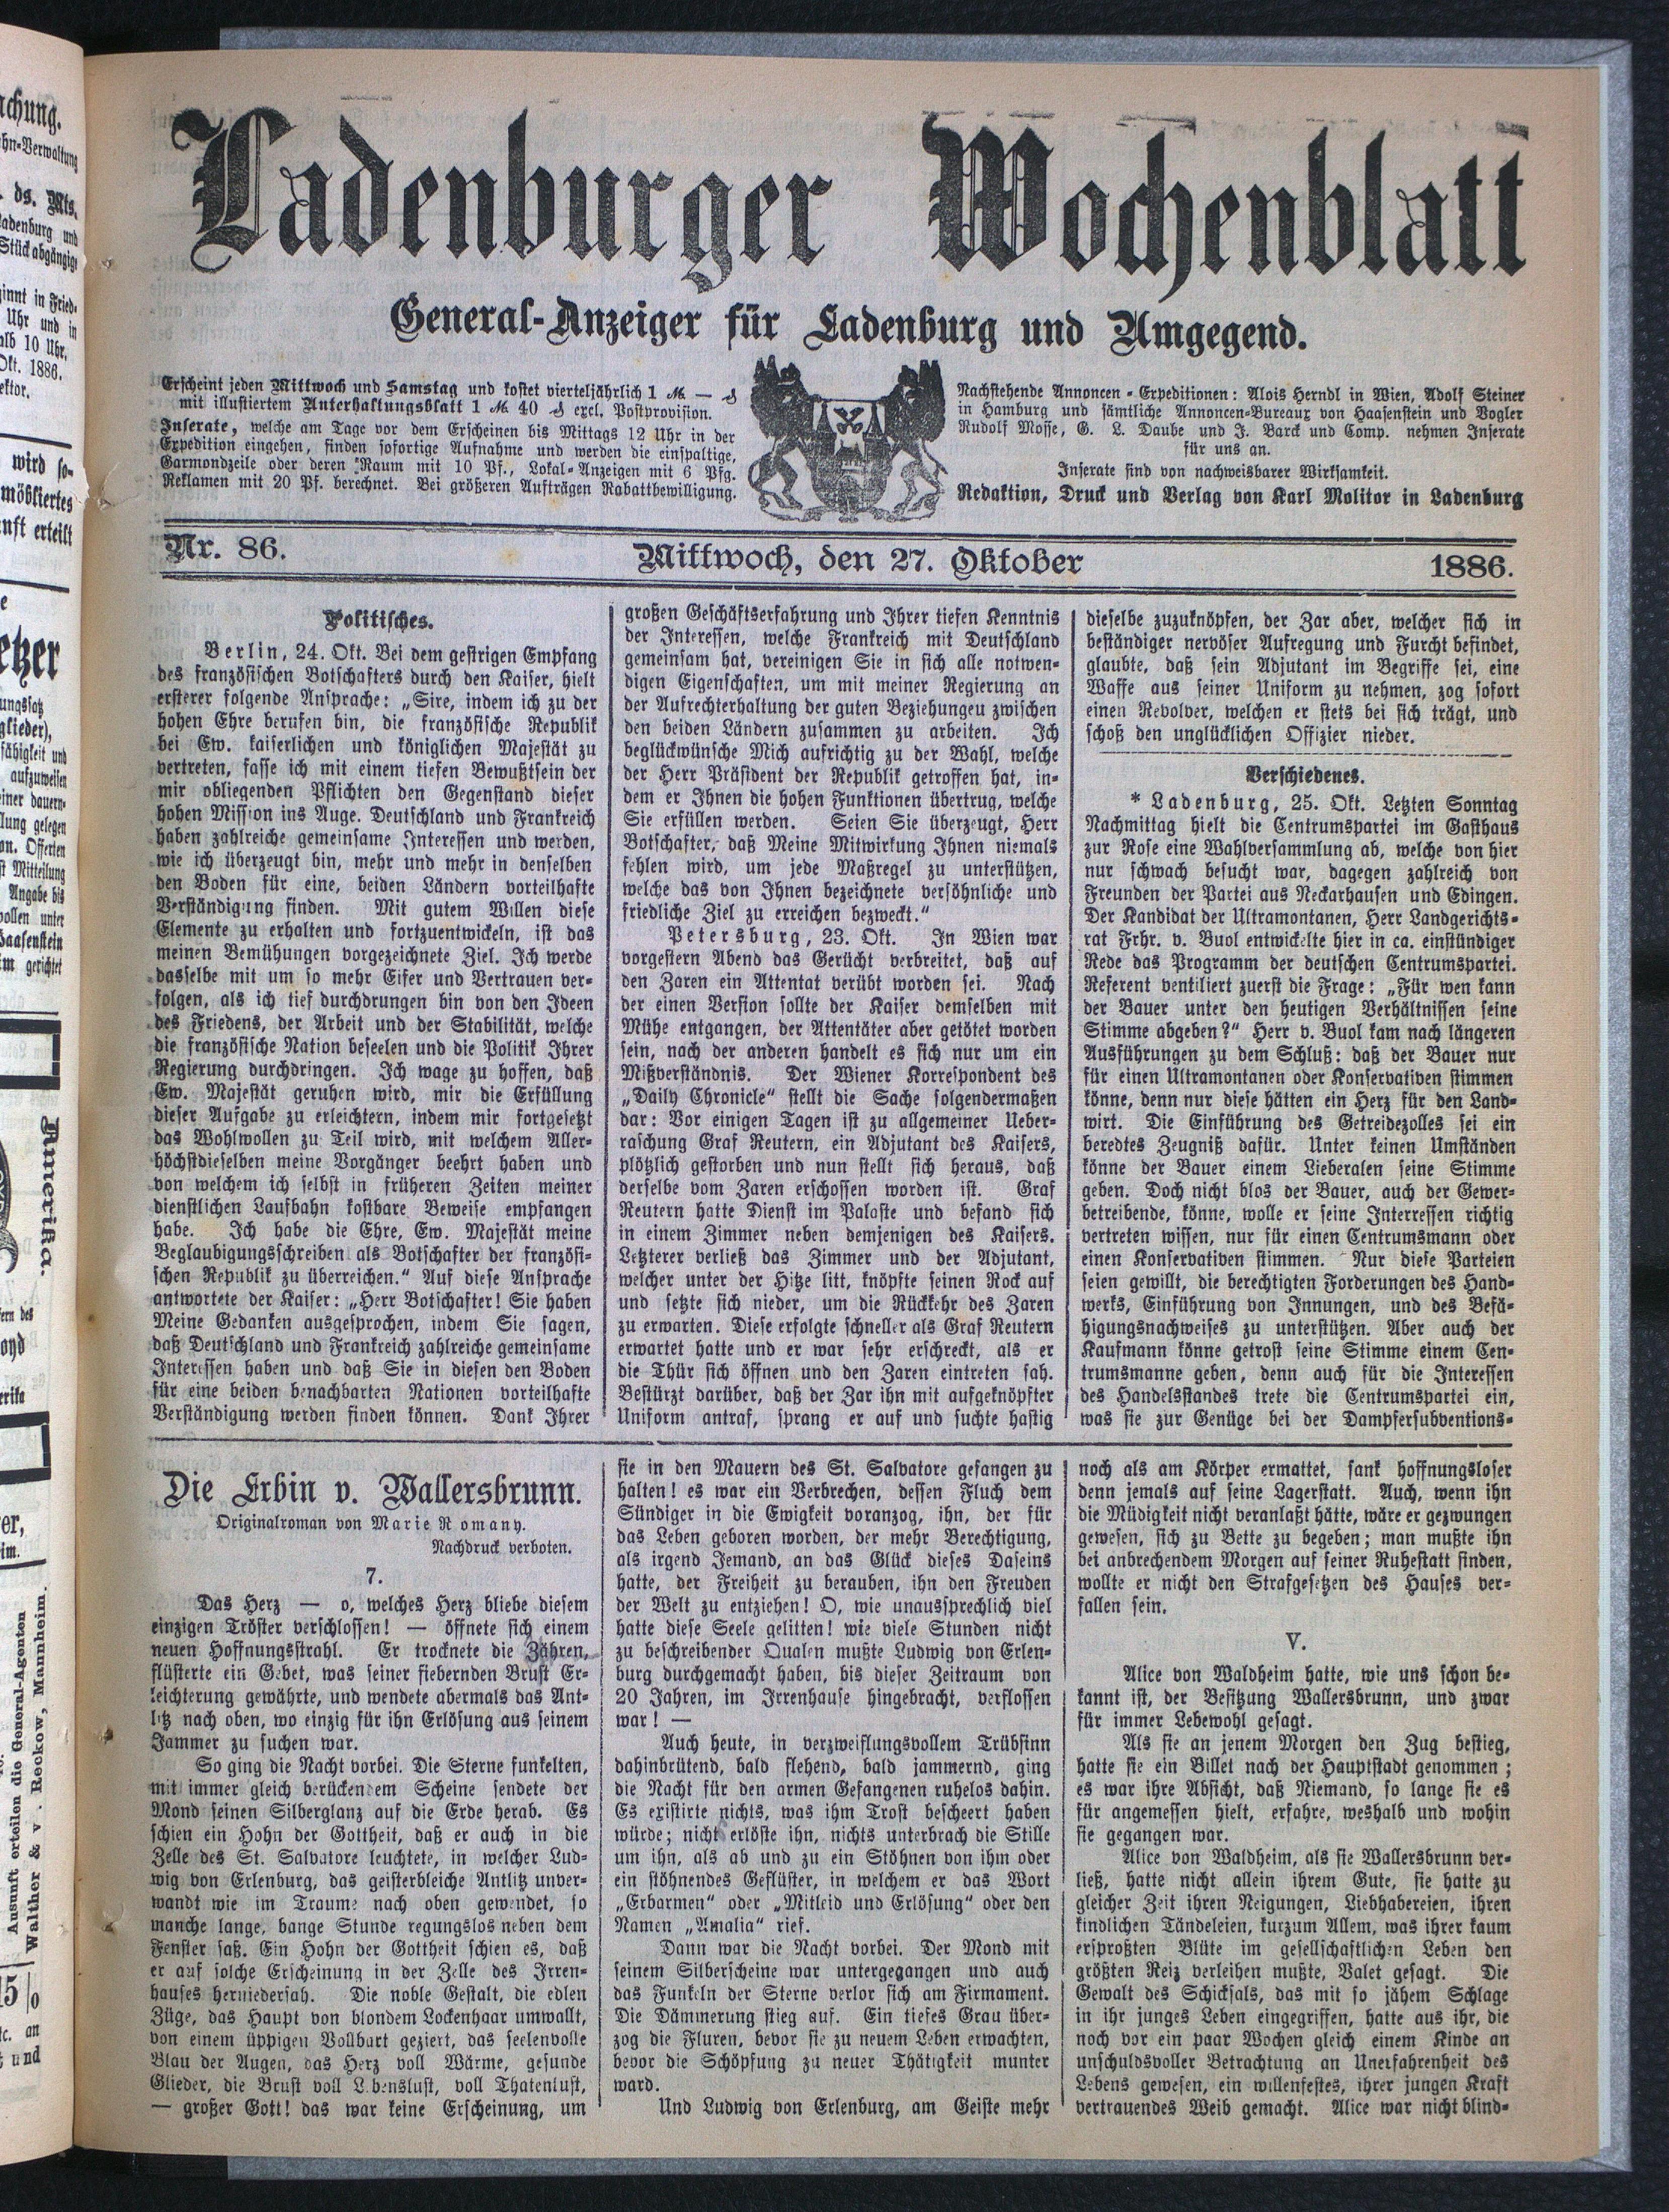 Ladenburger Wochenblatt
General-Anzeiger für Ladenburg und Umgegend.
Erscheint jeden Mittwoch und Samstag und kostet vierteljährlich 1 ℳ — ₰
mit illustriertem Unterhaltungsblatt 1 ℳ 40 ₰ excl. Postprovision.
Inserate, welche am Tage vor dem Erscheinen bis Mittags 12 Uhr in der
Expedition eingehen, finden sofortige Aufnahme und werden die einspaltige,
Garmondzeile oder deren Raum mit 10 Pf., Lokal-Anzeigen mit 6 Pfg.
Reklamen mit 20 Pf. berechnet. Bei größeren Aufträgen Rabattbewilligung.
Nachstehende Annoncen-Expeditionen: Alois Herndl in Wien, Adolf Steiner
in Hamburg und sämtliche Annoncen-Bureaux von Haasenstein und Vogler
Rudolf Mosse, G. L. Daube und J. Barck und Comp. nehmen Inserate
für uns an.
Inserate sind von nachweisbarer Wirksamkeit.
Redaktion, Druck und Verlag von Karl Molitor in Ladenburg
Nr. 86.
Mittwoch, den 27. Oktober
1886.
Politisches.
Berlin, 24. Okt. Bei dem gestrigen Empfang
des französischen Botschafters durch den Kaiser, hielt
ersterer folgende Ansprache: „Sire, indem ich zu der
hohen Ehre berufen bin, die französische Republik
bei Ew. kaiserlichen und königlichen Majestät zu
vertreten, fasse ich mit einem tiefen Bewußtsein der
mir obliegenden Pflichten den Gegenstand dieser
hohen Mission ins Auge. Deutschland und Frankreich
haben zahlreiche gemeinsame Interessen und werden,
wie ich überzeugt bin, mehr und mehr in denselben
den Boden für eine, beiden Ländern vorteilhafte
Verständigung finden. Mit gutem Willen diese
Elemente zu erhalten und fortzuentwickeln, ist das
meinen Bemühungen vorgezeichnete Ziel. Ich werde
dasselbe mit um so mehr Eifer und Vertrauen ver-
folgen, als ich tief durchdrungen bin von den Ideen
des Friedens, der Arbeit und der Stabilität, welche
die französische Nation beseelen und die Politik Ihrer
Regierung durchdringen. Ich wage zu hoffen, daß
Ew. Majestät geruhen wird, mir die Erfüllung
dieser Aufgabe zu erleichtern, indem mir fortgesetzt
das Wohlwollen zu Teil wird, mit welchem Aller-
höchstdieselben meine Vorgänger beehrt haben und
von welchem ich selbst in früheren Zeiten meiner
dienstlichen Laufbahn kostbare Beweise empfangen
habe. Ich habe die Ehre, Ew. Majestät meine
Beglaubigungsschreiben als Botschafter der französi-
schen Republik zu überreichen.“ Auf diese Ansprache
antwortete der Kaiser: „Herr Botschafter! Sie haben
Meine Gedanken ausgesprochen, indem Sie sagen,
daß Deutschland und Frankreich zahlreiche gemeinsame
Interessen haben und daß Sie in diesen den Boden
für eine beiden benachbarten Nationen vorteilhafte
Verständigung werden finden können. Dank Ihrer
großen Geschäftserfahrung und Ihrer tiefen Kenntnis
der Interessen, welche Frankreich mit Deutschland
gemeinsam hat, vereinigen Sie in sich alle notwen-
digen Eigenschaften, um mit meiner Regierung an
der Aufrechterhaltung der guten Beziehungeu zwischen
den beiden Ländern zusammen zu arbeiten. Ich
beglückwünsche Mich aufrichtig zu der Wahl, welche
der Herr Präsident der Republik getroffen hat, in-
dem er Ihnen die hohen Funktionen übertrug, welche
Sie erfüllen werden. Seien Sie überzeugt, Herr
Botschafter, daß Meine Mitwirkung Ihnen niemals
fehlen wird, um jede Maßregel zu unterstützen,
welche das von Ihnen bezeichnete versöhnliche und
friedliche Ziel zu erreichen bezweckt.“
Petersburg, 23. Okt. In Wien war
vorgestern Abend das Gerücht verbreitet, daß auf
den Zaren ein Attentat verübt worden sei. Nach
der einen Version sollte der Kaiser demselben mit
Mühe entgangen, der Attentäter aber getötet worden
sein, nach der anderen handelt es sich nur um ein
Mißverständnis. Der Wiener Korrespondent des
„Daily Chronicle“ stellt die Sache folgendermaßen
dar: Vor einigen Tagen ist zu allgemeiner Ueber-
raschung Graf Reutern, ein Adjutant des Kaisers,
plötzlich gestorben und nun stellt sich heraus, daß
derselbe vom Zaren erschossen worden ist. Graf
Reutern hatte Dienst im Palaste und befand sich
in einem Zimmer neben demjenigen des Kaisers.
Letzterer verließ das Zimmer und der Adjutant,
welcher unter der Hitze litt, knöpfte seinen Rock auf
und setzte sich nieder, um die Rückkehr des Zaren
zu erwarten. Diese erfolgte schneller als Graf Reutern
erwartet hatte und er war sehr erschreckt, als er
die Thür sich öffnen und den Zaren eintreten sah.
Bestürzt darüber, daß der Zar ihn mit aufgeknöpfter
Uniform antraf, sprang er auf und suchte hastig
dieselbe zuzuknöpfen, der Zar aber, welcher sich in
beständiger nervöser Aufregung und Furcht befindet,
glaubte, daß sein Adjutant im Begriffe sei, eine
Waffe aus seiner Uniform zu nehmen, zog sofort
einen Revolver, welchen er stets bei sich trägt, und
schoß den unglücklichen Offizier nieder.
Verschiedenes.
* Ladenburg, 25. Okt. Letzten Sonntag
Nachmittag hielt die Centrumspartei im Gasthaus
zur Rose eine Wahlversammlung ab, welche von hier
nur schwach besucht war, dagegen zahlreich von
Freunden der Partei aus Neckarhausen und Edingen.
Der Kandidat der Ultramontanen, Herr Landgerichts-
rat Frhr. v. Buol entwickelte hier in ca. einstündiger
Rede das Programm der deutschen Centrumspartei.
Referent ventiliert zuerst die Frage: „Für wen kann
der Bauer unter den heutigen Verhältnissen seine
Stimme abgeben?“ Herr v. Buol kam nach längeren
Ausführungen zu dem Schluß: daß der Bauer nur
für einen Ultramontanen oder Konservativen stimmen
könne, denn nur diese hätten ein Herz für den Land-
wirt. Die Einführung des Getreidezolles sei ein
beredtes Zeugniß dafür. Unter keinen Umständen
könne der Bauer einem Lieberalen seine Stimme
geben. Doch nicht blos der Bauer, auch der Gewer-
betreibende, könne, wolle er seine Interressen richtig
vertreten wissen, nur für einen Centrumsmann oder
einen Konservativen stimmen. Nur diese Parteien
seien gewillt, die berechtigten Forderungen des Hand-
werks, Einführung von Innungen, und des Befä-
higungsnachweises zu unterstützen. Aber auch der
Kaufmann könne getrost seine Stimme einem Cen-
trumsmanne geben, denn auch für die Interessen
des Handelsstandes trete die Centrumspartei ein,
was sie zur Genüge bei der Dampfersubventions-
Die Erbin v. Wallersbrunn.
Originalroman von Marie Romany.
Nachdruck verboten.
7.
Das Herz — o, welches Herz bliebe diesem
einzigen Tröster verschlossen! — öffnete sich einem
neuen Hoffnungsstrahl. Er trocknete die Zähren,
flüsterte ein Gebet, was seiner fiebernden Brust Er-
leichterung gewährte, und wendete abermals das Ant-
litz nach oben, wo einzig für ihn Erlösung aus seinem
Jammer zu suchen war.
So ging die Nacht vorbei. Die Sterne funkelten,
mit immer gleich berückendem Scheine sendete der
Mond seinen Silberglanz auf die Erde herab. Es
schien ein Hohn der Gottheit, daß er auch in die
Zelle des St. Salvatore leuchtete, in welcher Lud-
wig von Erlenburg, das geisterbleiche Antlitz unver-
wandt wie im Traume nach oben gewendet, so
manche lange, bange Stunde regungslos neben dem
Fenster saß. Ein Hohn der Gottheit schien es, daß
er auf solche Erscheinung in der Zelle des Irren-
hauses herniedersah. Die noble Gestalt, die edlen
Züge, das Haupt von blondem Lockenhaar umwallt,
von einem üppigen Vollbart geziert, das seelenvolle
Blau der Augen, das Herz voll Wärme, gesunde
Glieder, die Brust voll Lebenslust, voll Thatenlust,
— großer Gott! das war keine Erscheinung, um
sie in den Mauern des St. Salvatore gefangen zu
halten! es war ein Verbrechen, dessen Fluch dem
Sündiger in die Ewigkeit voranzog, ihn, der für
das Leben geboren worden, der mehr Berechtigung,
als irgend Jemand, an das Glück dieses Daseins
hatte, der Freiheit zu berauben, ihn den Freuden
der Welt zu entziehen! O, wie unaussprechlich viel
hatte diese Seele gelitten! wie viele Stunden nicht
zu beschreibender Qualen mußte Ludwig von Erlen-
burg durchgemacht haben, bis dieser Zeitraum von
20 Jahren, im Irrenhause hingebracht, verflossen
war! —
Auch heute, in verzweiflungsvollem Trübsinn
dahinbrütend, bald flehend, bald jammernd, ging
die Nacht für den armen Gefangenen ruhelos dahin.
Es existirte nichts, was ihm Trost bescheert haben
würde; nicht erlöste ihn, nichts unterbrach die Stille
um ihn, als ab und zu ein Stöhnen von ihm oder
ein stöhnendes Geflüster, in welchem er das Wort
„Erbarmen“ oder „Mitleid und Erlösung“ oder den
Namen „Amalia“ rief.
Dann war die Nacht vorbei. Der Mond mit
seinem Silberscheine war untergegangen und auch
das Funkeln der Sterne verlor sich am Firmament.
Die Dämmerung stieg auf. Ein tiefes Grau über-
zog die Fluren, bevor sie zu neuem Leben erwachten,
bevor die Schöpfung zu neuer Thätigkeit munter
ward.
Und Ludwig von Erlenburg, am Geiste mehr
noch als am Körper ermattet, sank hoffnungsloser
denn jemals auf seine Lagerstatt. Auch, wenn ihn
die Müdigkeit nicht veranlaßt hätte, wäre er gezwungen
gewesen, sich zu Bette zu begeben; man mußte ihn
bei anbrechendem Morgen auf seiner Ruhestatt finden,
wollte er nicht den Strafgesetzen des Hauses ver-
fallen sein.
V.
Alice von Waldheim hatte, wie uns schon be-
kannt ist, der Besitzung Wallersbrunn, und zwar
für immer Lebewohl gesagt.
Als sie an jenem Morgen den Zug bestieg,
hatte sie ein Billet nach der Hauptstadt genommen;
es war ihre Absicht, daß Niemand, so lange sie es
für angemessen hielt, erfahre, weshalb und wohin
sie gegangen war.
Alice von Waldheim, als sie Wallersbrunn ver-
ließ, hatte nicht allein ihrem Gute, sie hatte zu
gleicher Zeit ihren Neigungen, Liebhabereien, ihren
kindlichen Tändeleien, kurzum Allem, was ihrer kaum
ersproßten Blüte im gesellschaftlichen Leben den
größten Reiz verleihen mußte, Valet gesagt. Die
Gewalt des Schicksals, das mit so jähem Schlage
in ihr junges Leben eingegriffen, hatte aus ihr, die
noch vor ein paar Wochen gleich einem Kinde an
unschuldsvoller Betrachtung an Unerfahrenheit des
Lebens gewesen, ein willenfestes, ihrer jungen Kraft
vertrauendes Weib gemacht. Alice war nicht blind-